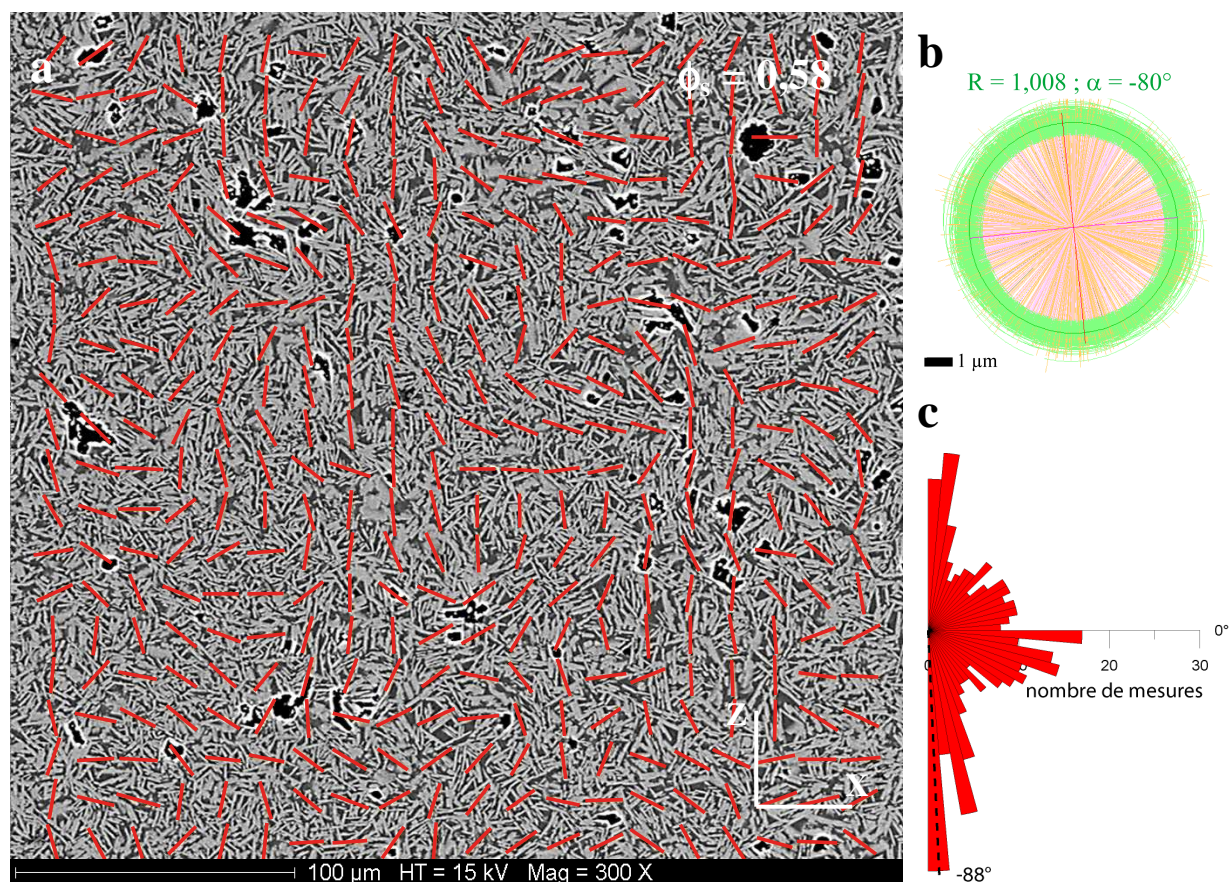 a
ϕs = 0,58
Z
X
100 µm HT = 15 kV Mag = 300 X
b
R = 1,008 ; α = -80°
1 µm
c
0°
0 10 20 30
nombre de mesures
-88°